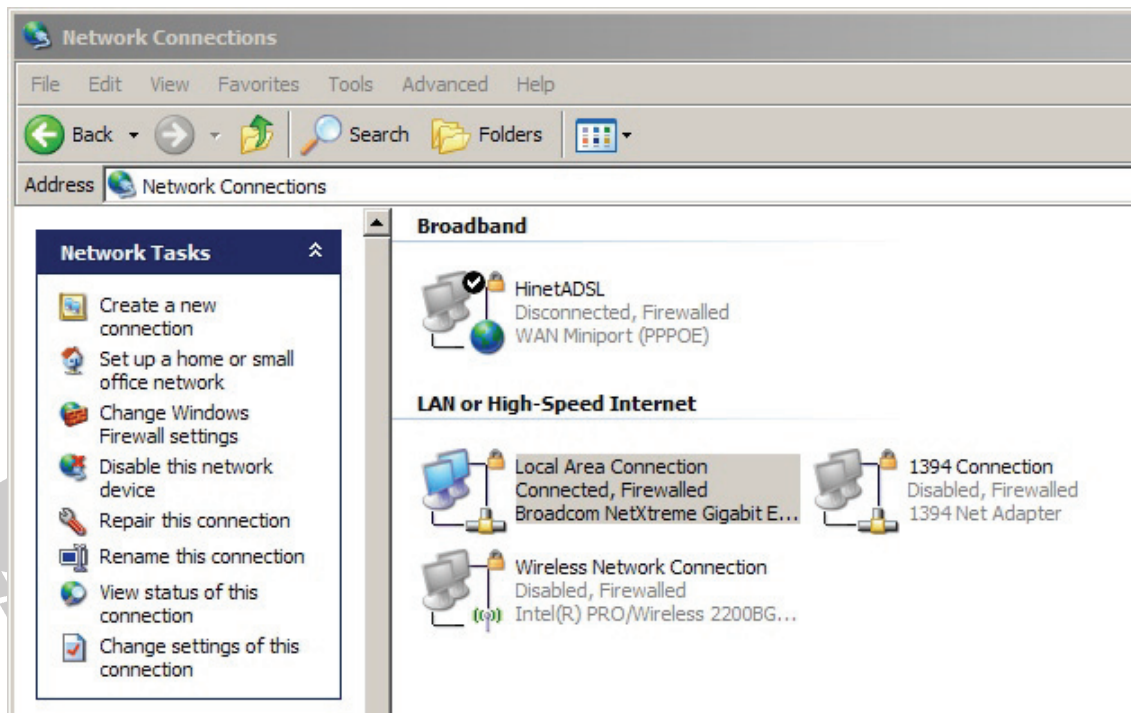 Network Connections
File Edit View Favorites Tools Advanced Help
Back Search Folders
Address Network Connections
Network Tasks
Create a new
connection
Set up a home or small
office network
Change Windows
Firewall settings
Disable this network
device
Repair this connection
Rename this connection
View status of this
connection
Change settings of this
connection
Broadband
HinetADSL
Disconnected, Firewalled
WAN Miniport (PPPOE)
LAN or High-Speed Internet
Local Area Connection
Connected, Firewalled
Broadcom NetXtreme Gigabit E...
1394 Connection
Disabled, Firewalled
1394 Net Adapter
Wireless Network Connection
Disabled, Firewalled
Intel(R) PRO/Wireless 2200BG...